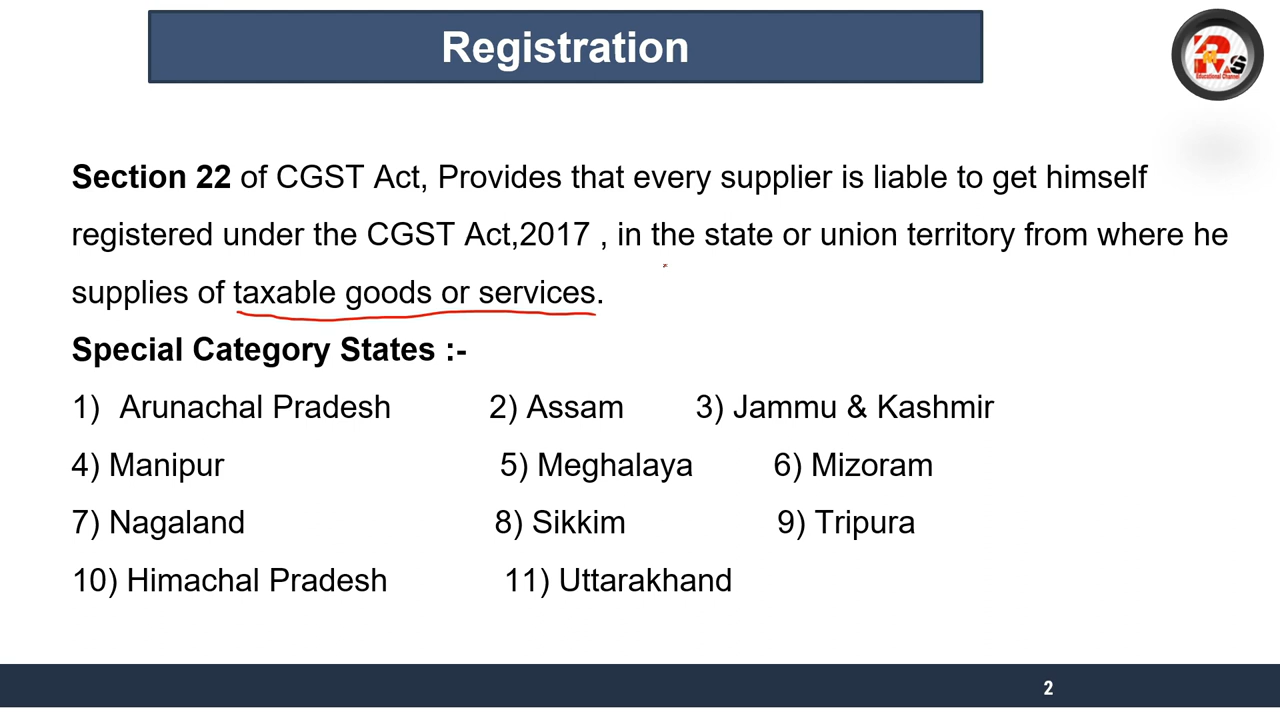 Registration
Section 22 of CGST Act, Provides that every supplier is liable to get himself
registered under the CGST Act,2017 , in the state or union territory from where he
supplies of taxable goods or services.
Special Category States :-
1) Arunachal Pradesh 2) Assam 3) Jammu & Kashmir
4) Manipur 5) Meghalaya 6) Mizoram
7) Nagaland 8) Sikkim 9) Tripura
10) Himachal Pradesh 11) Uttarakhand
Educational Channel
2